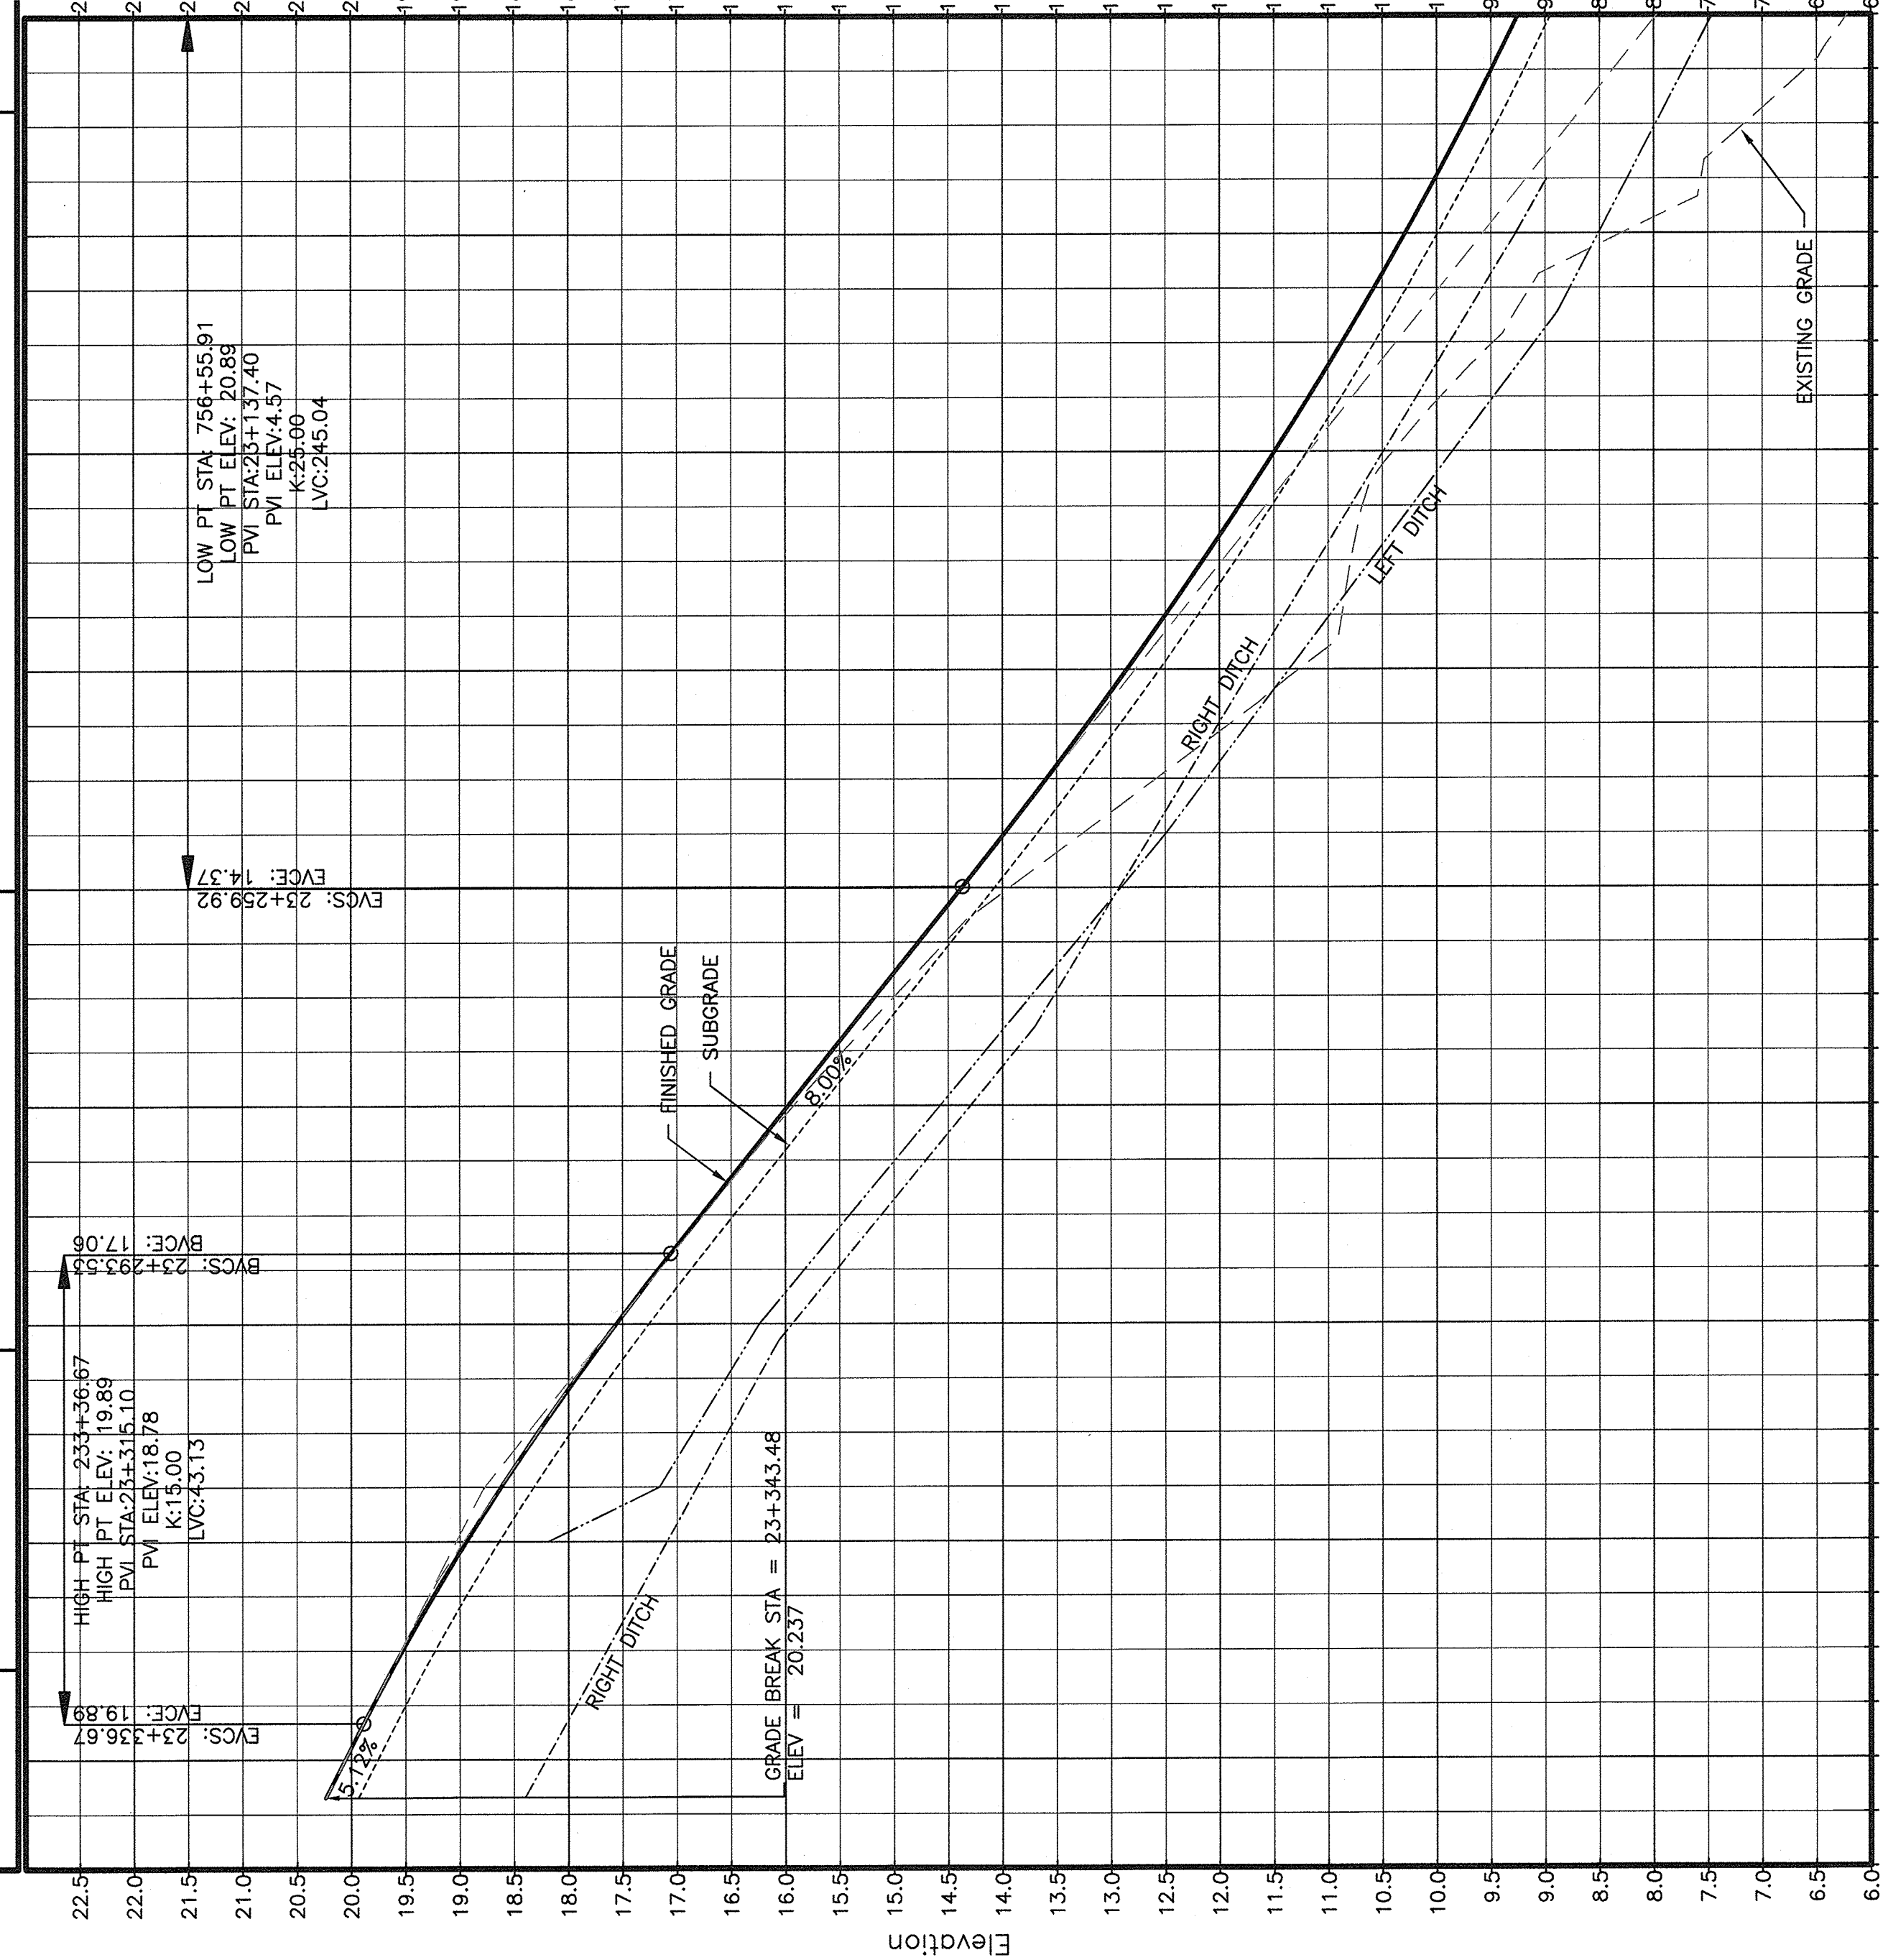 HIGH PT STA: 233+36.67
HIGH PT ELEV: 19.89
PVI STA:23+315.10
PVI ELEV:18.78
K:15.00
LVC:43.13
EVCS: 23+336.67
EVCE: 19.89
BVCS: 23+293.53
BVCE: 17.06
LOW PT STA: 756+55.91
LOW PT ELEV: 20.89
PVI STA:23+137.40
PVI ELEV:4.57
K:25.00
LVC:245.04
EVCS: 23+259.92
EVCE: 14.37
5.12%
8.00%
FINISHED GRADE
SUBGRADE
RIGHT DITCH
RIGHT DITCH
LEFT DITCH
EXISTING GRADE
GRADE BREAK STA = 23+343.48
ELEV = 20.237
Elevation
22.5
22.0
21.5
21.0
20.5
20.0
19.5
19.0
18.5
18.0
17.5
17.0
16.5
16.0
15.5
15.0
14.5
14.0
13.5
13.0
12.5
12.0
11.5
11.0
10.5
10.0
9.5
9.0
8.5
8.0
7.5
7.0
6.5
6.0